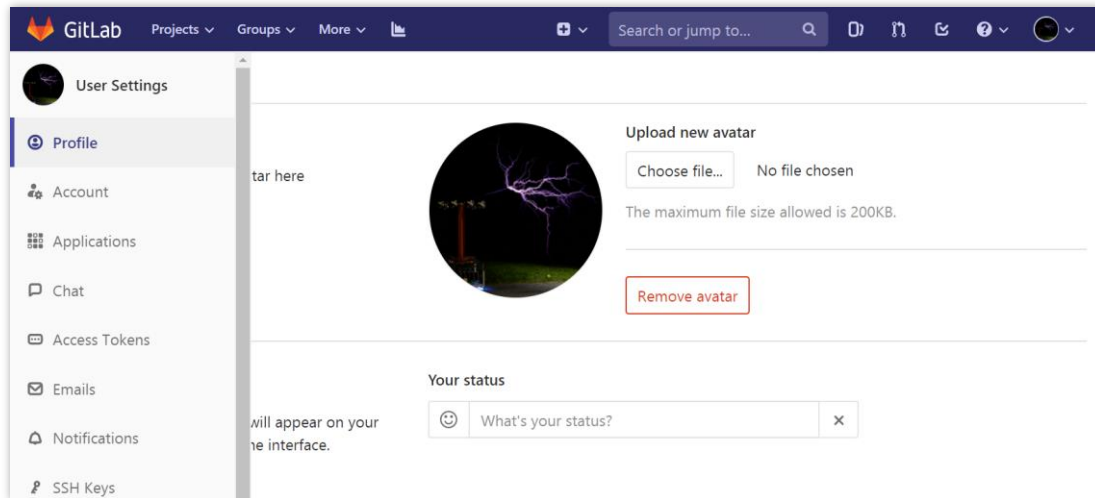 GitLab Projects Groups More Search or jump to...
User Settings
Profile
Account
Applications
Chat
Access Tokens
Emails
Notifications
SSH Keys
tar here
Upload new avatar
Choose file... No file chosen
The maximum file size allowed is 200KB.
Remove avatar
will appear on your
ne interface.
Your status
What's your status?